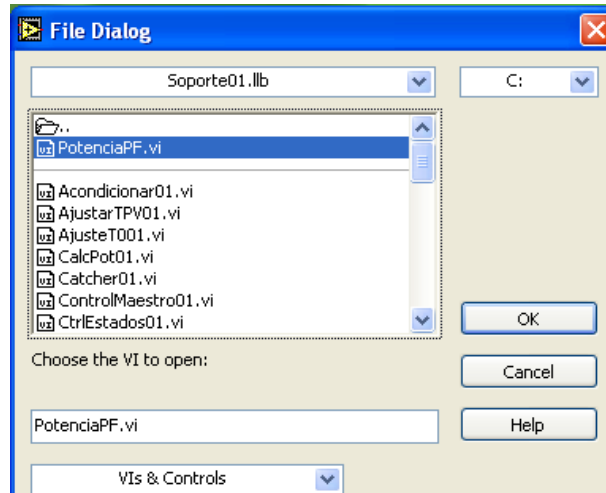 File Dialog
Soporte01.llb
C:
..
PotenciaPF.vi
Acondicionar01.vi
AjustarTPV01.vi
AjusteT001.vi
CalcPot01.vi
Catcher01.vi
ControlMaestro01.vi
CtrlEstados01.vi
OK
Choose the VI to open:
Cancel
PotenciaPF.vi
Help
VIs & Controls